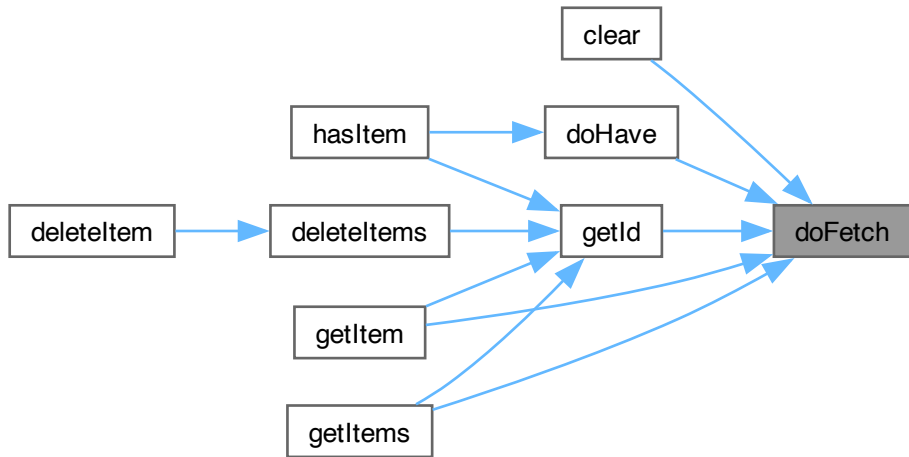 clear
hasItem
doHave
deleteItem
deleteItems
getId
doFetch
getItem
getItems